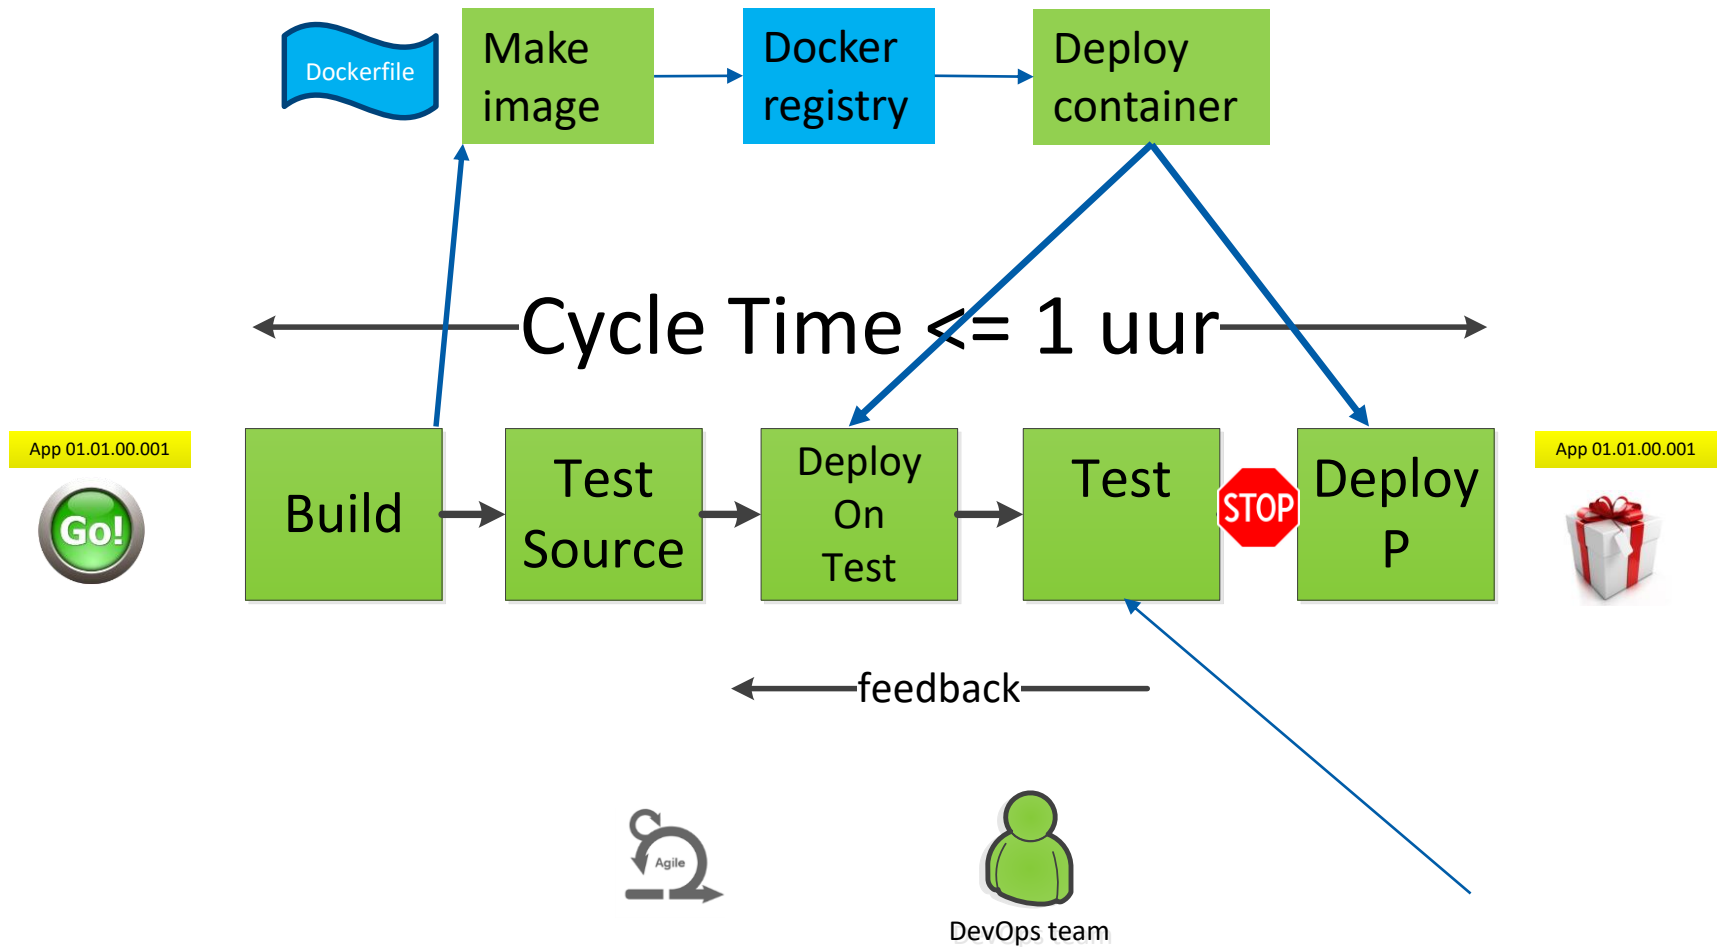 Dockerfile
Make
image
Docker
registry
Deploy
container
Cycle Time <= 1 uur
App 01.01.00.001
Go!
Build
Test
Source
Deploy
On
Test
Test
STOP
Deploy
P
App 01.01.00.001
feedback
Agile
DevOps team